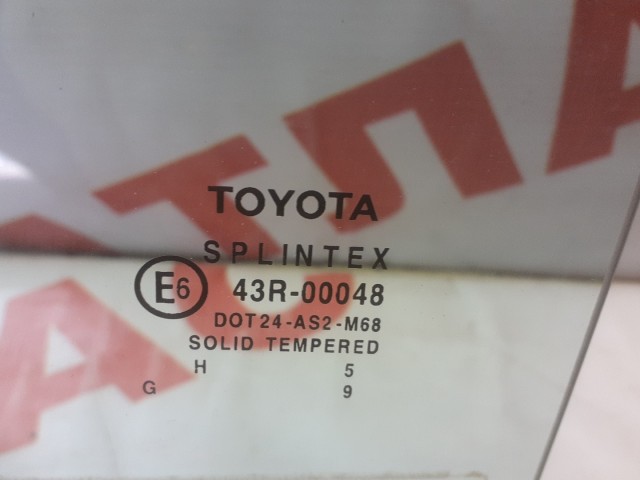 TOYOTA
SPLINTEX
E6 43R-00048
DOT24-AS2-M68
SOLID TEMPERED
H 5
G 9